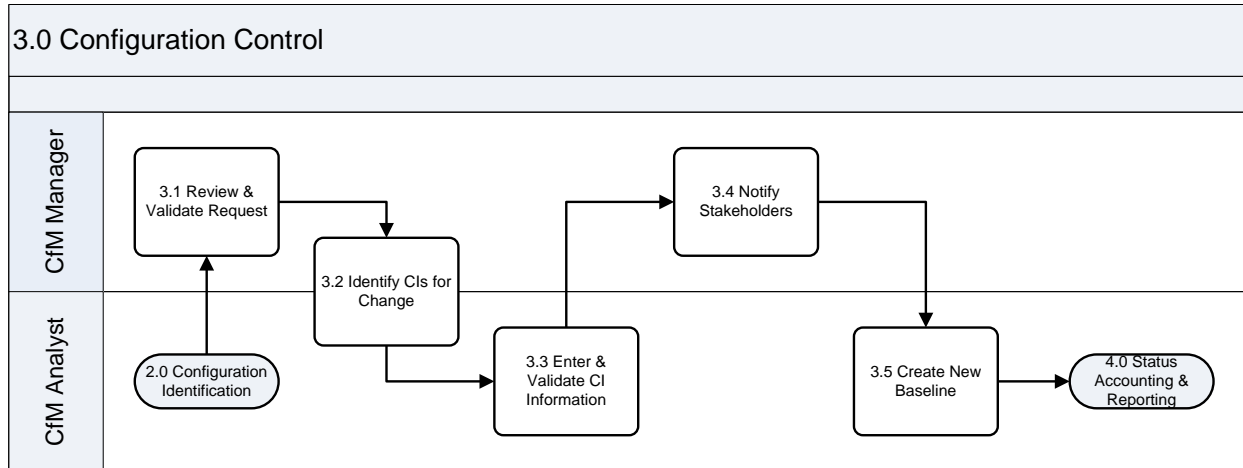 3.0 Configuration Control
CfM Manager
3.1 Review &
Validate Request
3.4 Notify
Stakeholders
3.2 Identify CIs for
Change
CfM Analyst
2.0 Configuration
Identification
3.3 Enter &
Validate CI
Information
3.5 Create New
Baseline
4.0 Status
Accounting &
Reporting